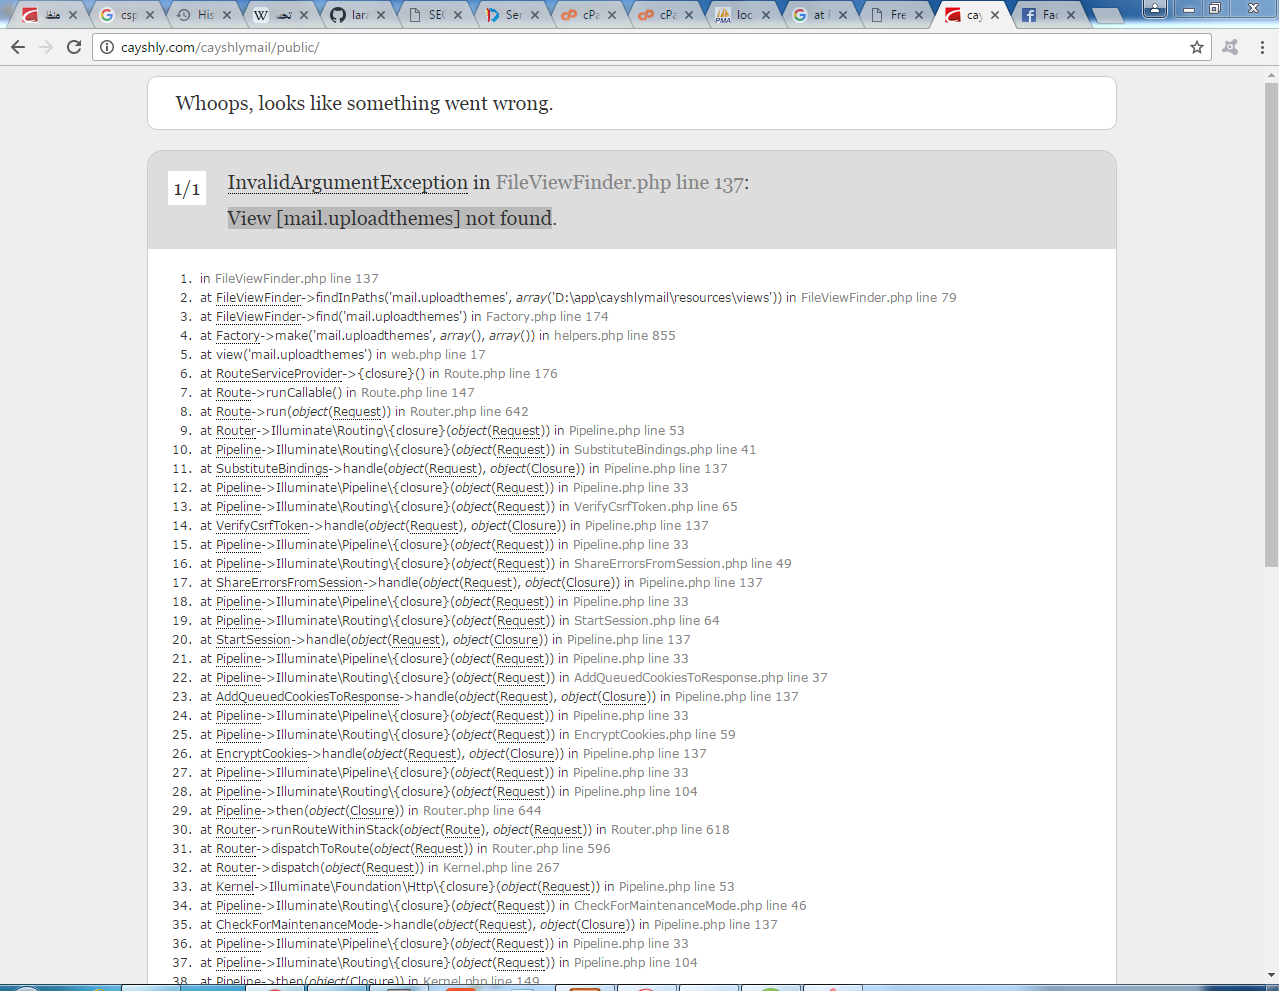 csp
His
W
lara
SEC
Ser
cPa
cPa
loc
at
Fre
cay
Fac
cayshly.com/cayshlymail/public/
Whoops, looks like something went wrong.
1/1
InvalidArgumentException in FileViewFinder.php line 137:
View [mail.uploadthemes] not found.
1. in FileViewFinder.php line 137
2. at FileViewFinder->findInPaths('mail.uploadthemes', array('D:\app\cayshlymail\resources\views')) in FileViewFinder.php line 79
3. at FileViewFinder->find('mail.uploadthemes') in Factory.php line 174
4. at Factory->make('mail.uploadthemes', array(), array()) in helpers.php line 855
5. at view('mail.uploadthemes') in web.php line 17
6. at RouteServiceProvider->{closure}() in Route.php line 176
7. at Route->runCallable() in Route.php line 147
8. at Route->run(object(Request)) in Router.php line 642
9. at Router->Illuminate\Routing\{closure}(object(Request)) in Pipeline.php line 53
10. at Pipeline->Illuminate\Routing\{closure}(object(Request)) in SubstituteBindings.php line 41
11. at SubstituteBindings->handle(object(Request), object(Closure)) in Pipeline.php line 137
12. at Pipeline->Illuminate\Pipeline\{closure}(object(Request)) in Pipeline.php line 33
13. at Pipeline->Illuminate\Routing\{closure}(object(Request)) in VerifyCsrfToken.php line 65
14. at VerifyCsrfToken->handle(object(Request), object(Closure)) in Pipeline.php line 137
15. at Pipeline->Illuminate\Pipeline\{closure}(object(Request)) in Pipeline.php line 33
16. at Pipeline->Illuminate\Routing\{closure}(object(Request)) in ShareErrorsFromSession.php line 49
17. at ShareErrorsFromSession->handle(object(Request), object(Closure)) in Pipeline.php line 137
18. at Pipeline->Illuminate\Pipeline\{closure}(object(Request)) in Pipeline.php line 33
19. at Pipeline->Illuminate\Routing\{closure}(object(Request)) in StartSession.php line 64
20. at StartSession->handle(object(Request), object(Closure)) in Pipeline.php line 137
21. at Pipeline->Illuminate\Pipeline\{closure}(object(Request)) in Pipeline.php line 33
22. at Pipeline->Illuminate\Routing\{closure}(object(Request)) in AddQueuedCookiesToResponse.php line 37
23. at AddQueuedCookiesToResponse->handle(object(Request), object(Closure)) in Pipeline.php line 137
24. at Pipeline->Illuminate\Pipeline\{closure}(object(Request)) in Pipeline.php line 33
25. at Pipeline->Illuminate\Routing\{closure}(object(Request)) in EncryptCookies.php line 59
26. at EncryptCookies->handle(object(Request), object(Closure)) in Pipeline.php line 137
27. at Pipeline->Illuminate\Pipeline\{closure}(object(Request)) in Pipeline.php line 33
28. at Pipeline->Illuminate\Routing\{closure}(object(Request)) in Pipeline.php line 104
29. at Pipeline->then(object(Closure)) in Router.php line 644
30. at Router->runRouteWithinStack(object(Route), object(Request)) in Router.php line 618
31. at Router->dispatchToRoute(object(Request)) in Router.php line 596
32. at Router->dispatch(object(Request)) in Kernel.php line 267
33. at Kernel->Illuminate\Foundation\Http\{closure}(object(Request)) in Pipeline.php line 53
34. at Pipeline->Illuminate\Routing\{closure}(object(Request)) in CheckForMaintenanceMode.php line 46
35. at CheckForMaintenanceMode->handle(object(Request), object(Closure)) in Pipeline.php line 137
36. at Pipeline->Illuminate\Pipeline\{closure}(object(Request)) in Pipeline.php line 33
37. at Pipeline->Illuminate\Routing\{closure}(object(Request)) in Pipeline.php line 104
38. at Pipeline->then(object(Closure)) in Kernel.php line 149